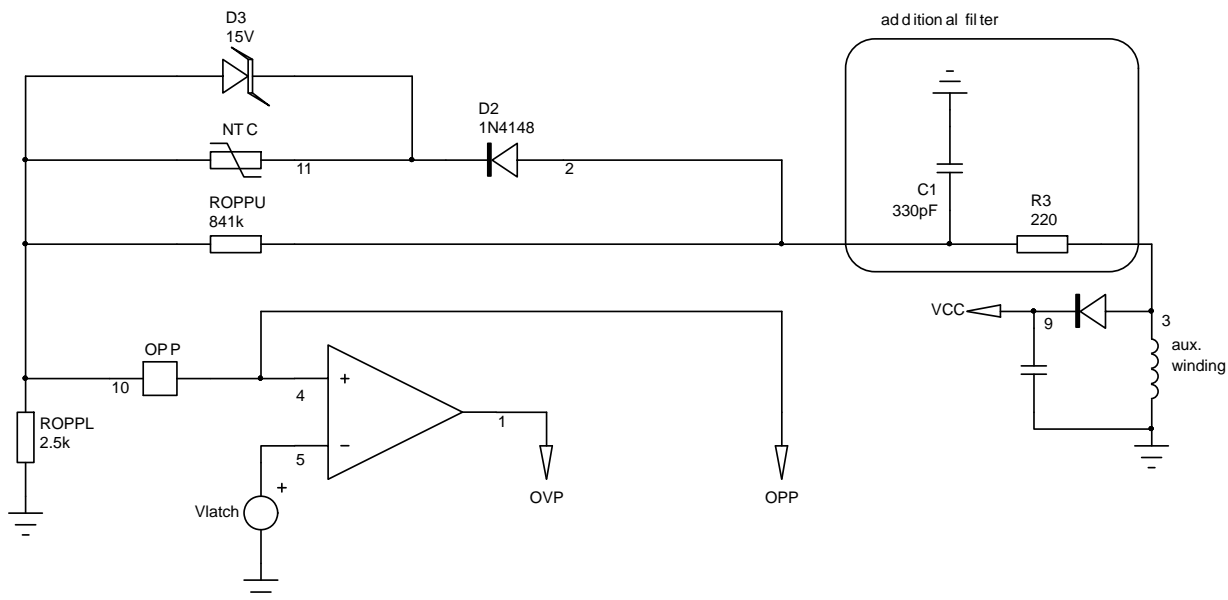 D3
15V
additional filter
D2
1N4148
NTC
11
2
C1
330pF
R3
220
ROPPU
841k
VCC
9
3
aux.
winding
OPP
10
4
+
1
ROPPL
2.5k
5
−
+
Vlatch
OVP
OPP